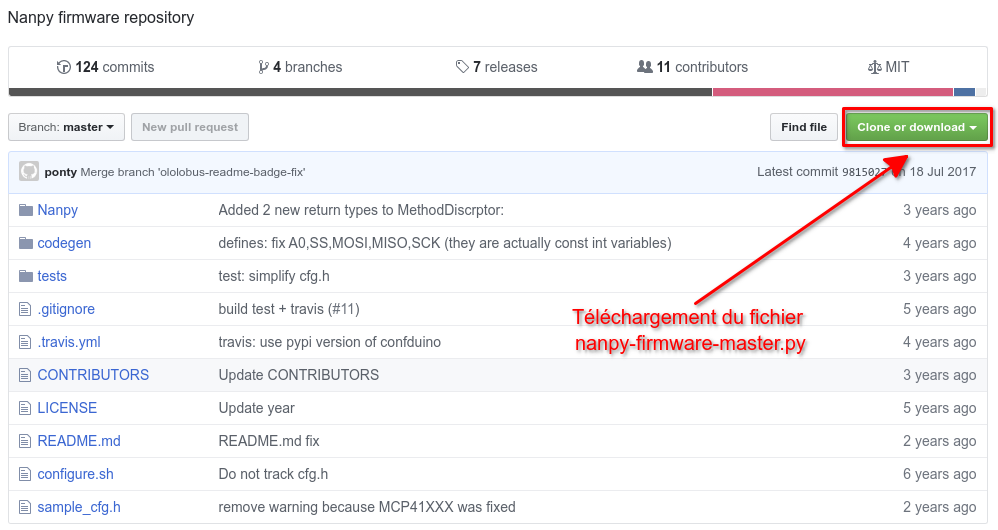 Nanpy firmware repository
124 commits 4 branches 7 releases 11 contributors MIT
Branch: master New pull request Find file Clone or download
ponty Merge branch 'ololobus-readme-badge-fix' Latest commit 9815027 on 18 Jul 2017
Nanpy Added 2 new return types to MethodDiscrptor: 3 years ago
codegen defines: fix A0,SS,MOSI,MISO,SCK (they are actually const int variables) 4 years ago
tests test: simplify cfg.h 3 years ago
.gitignore build test + travis (#11) 5 years ago
Téléchargement du fichier
nanpy-firmware-master.py
.travis.yml travis: use pypi version of confduino 4 years ago
CONTRIBUTORS Update CONTRIBUTORS 3 years ago
LICENSE Update year 5 years ago
README.md README.md fix 2 years ago
configure.sh Do not track cfg.h 6 years ago
sample_cfg.h remove warning because MCP41XXX was fixed 2 years ago